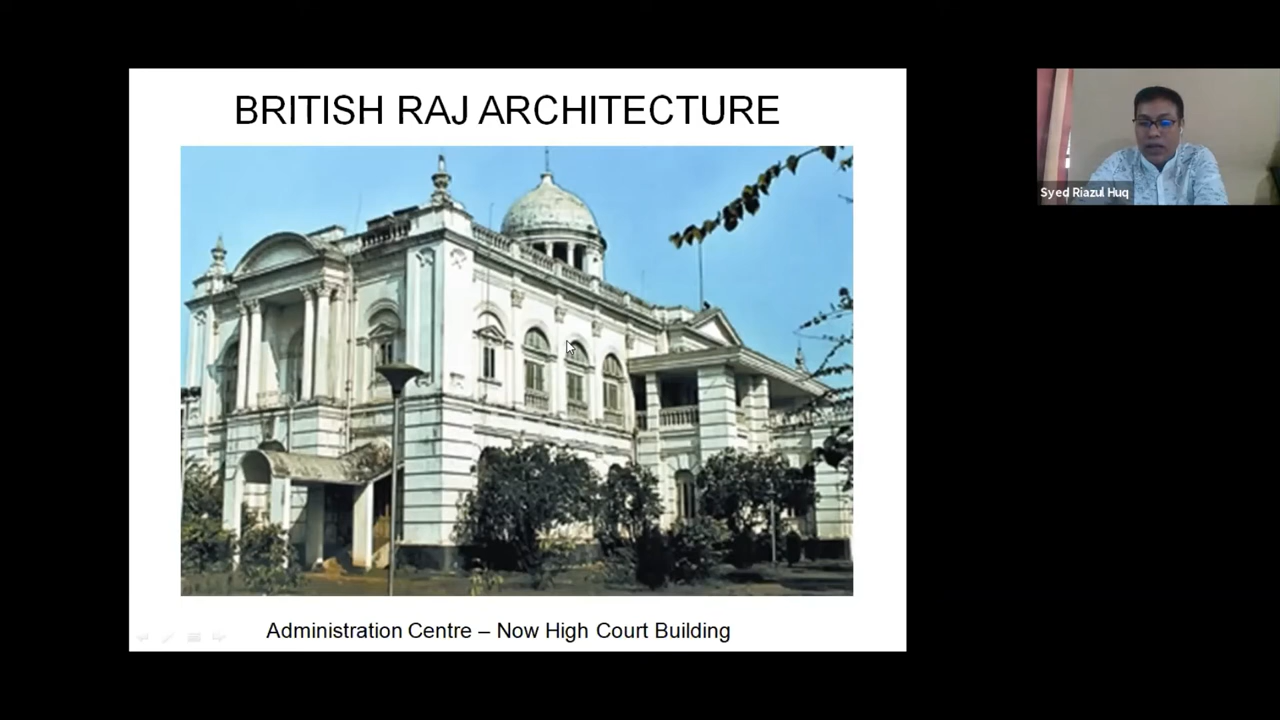 BRITISH RAJ ARCHITECTURE
Syed Riazul Huq
Administration Centre – Now High Court Building